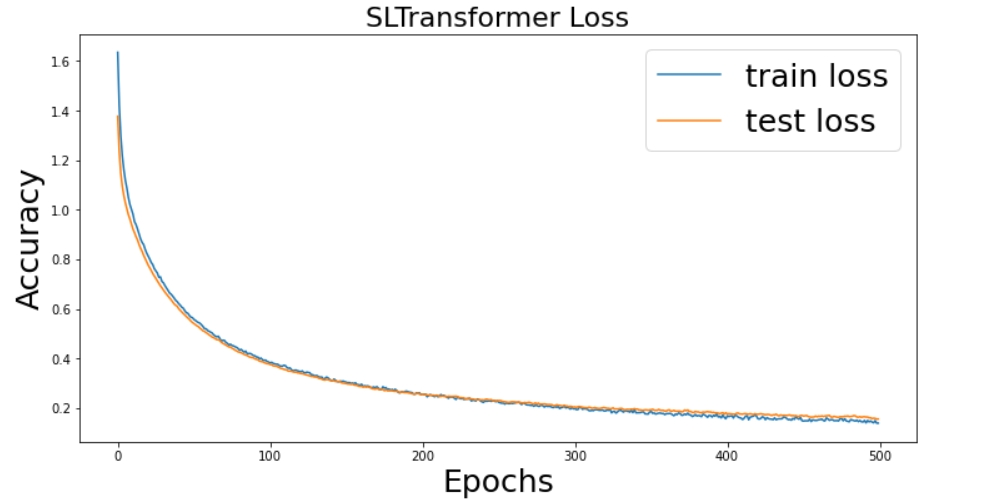 SLTransformer Loss
train loss
test loss
Accuracy
1.6
1.4
1.2
1.0
0.8
0.6
0.4
0.2
0 100 200 300 400 500
Epochs